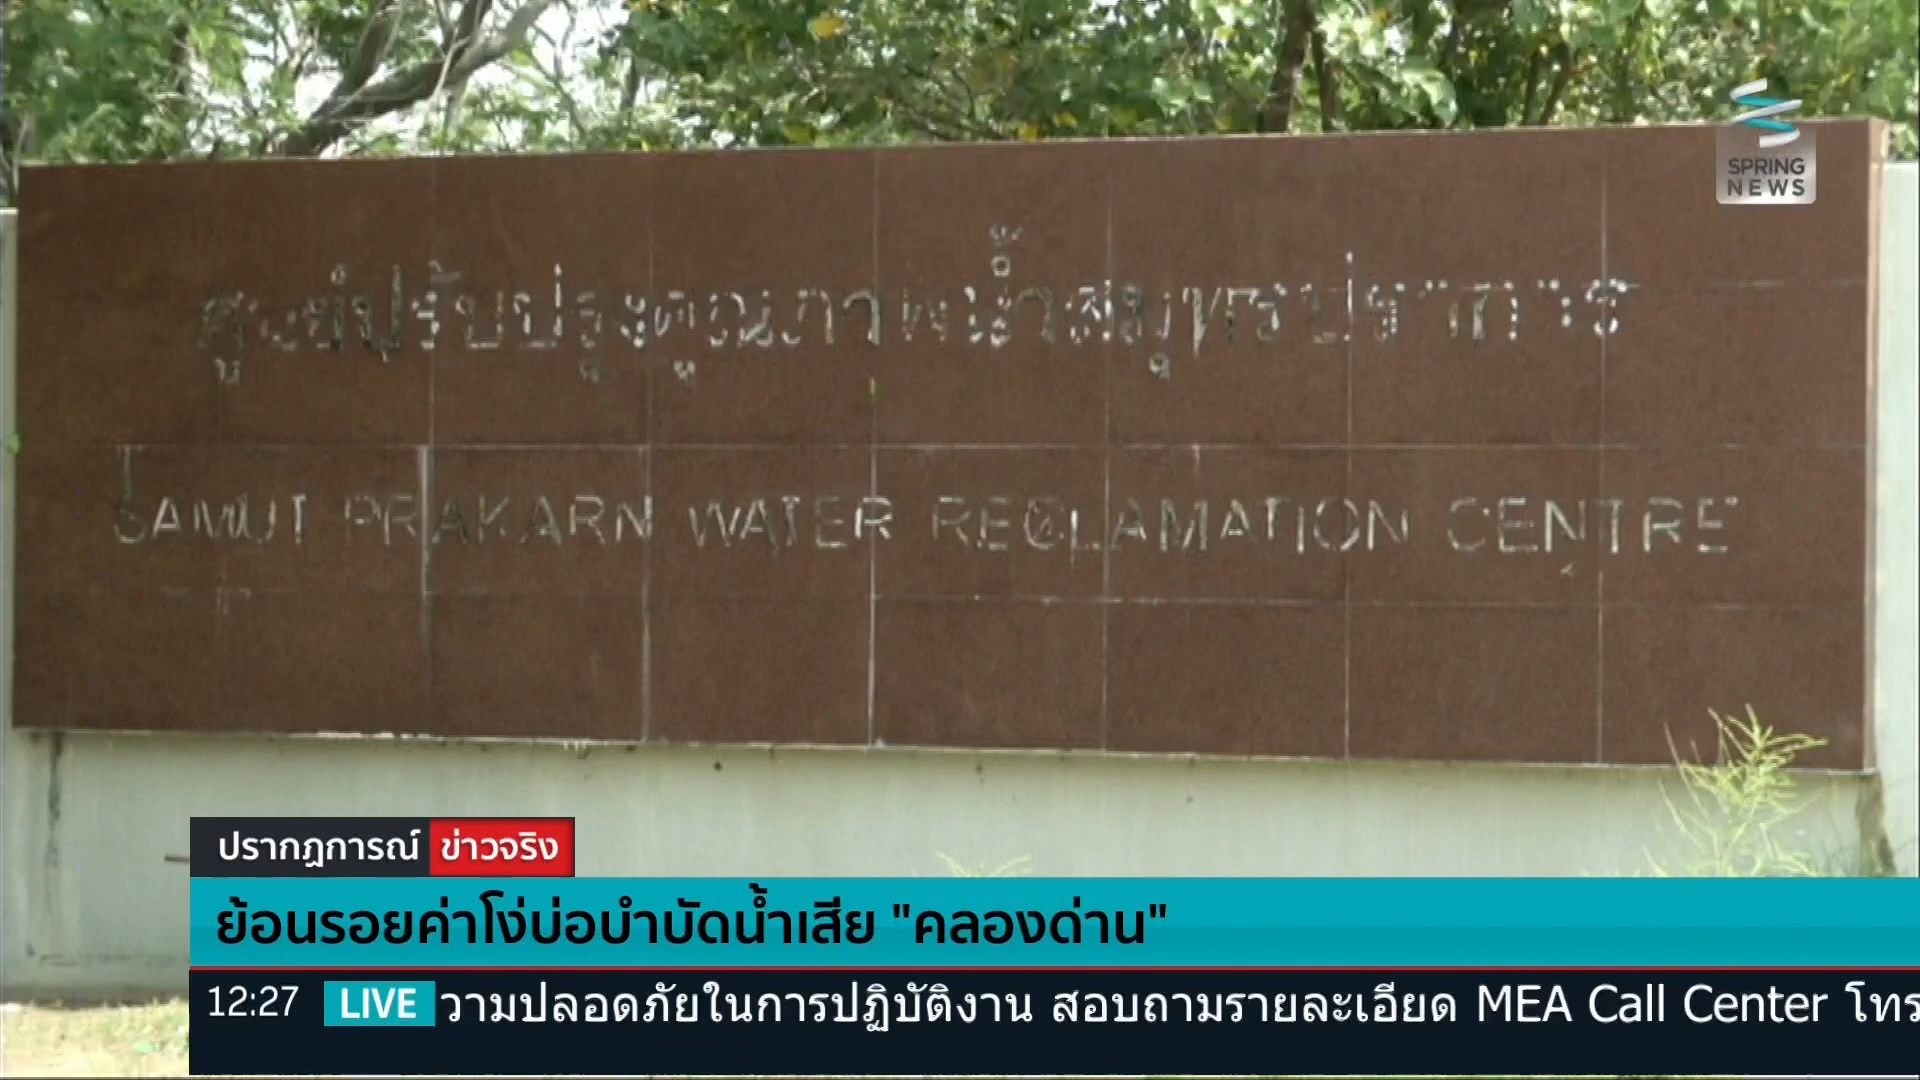 SPRING
NEWS
ศูนย์ปรับปรุงคุณภาพน้ำสมุทรปราการ
SAMUT PRAKARN WATER RECLAMATION CENTRE
ปรากฏการณ์ ข่าวจริง
ย้อนรอยค่าโง่บ่อบำบัดน้ำเสีย "คลองด่าน"
12:27 LIVE วามปลอดภัยในการปฏิบัติงาน สอบถามรายละเอียด MEA Call Center โทร